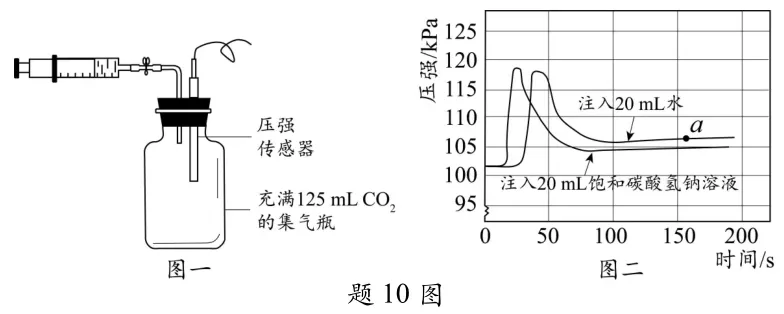 压强
传感器
充满125 mL CO₂
的集气瓶
图一
压强/kPa
125
120
115
110
105
100
95
0
50
100
150
200
时间/s
注入20 mL水
a
注入20 mL饱和碳酸氢钠溶液
图二
题10图